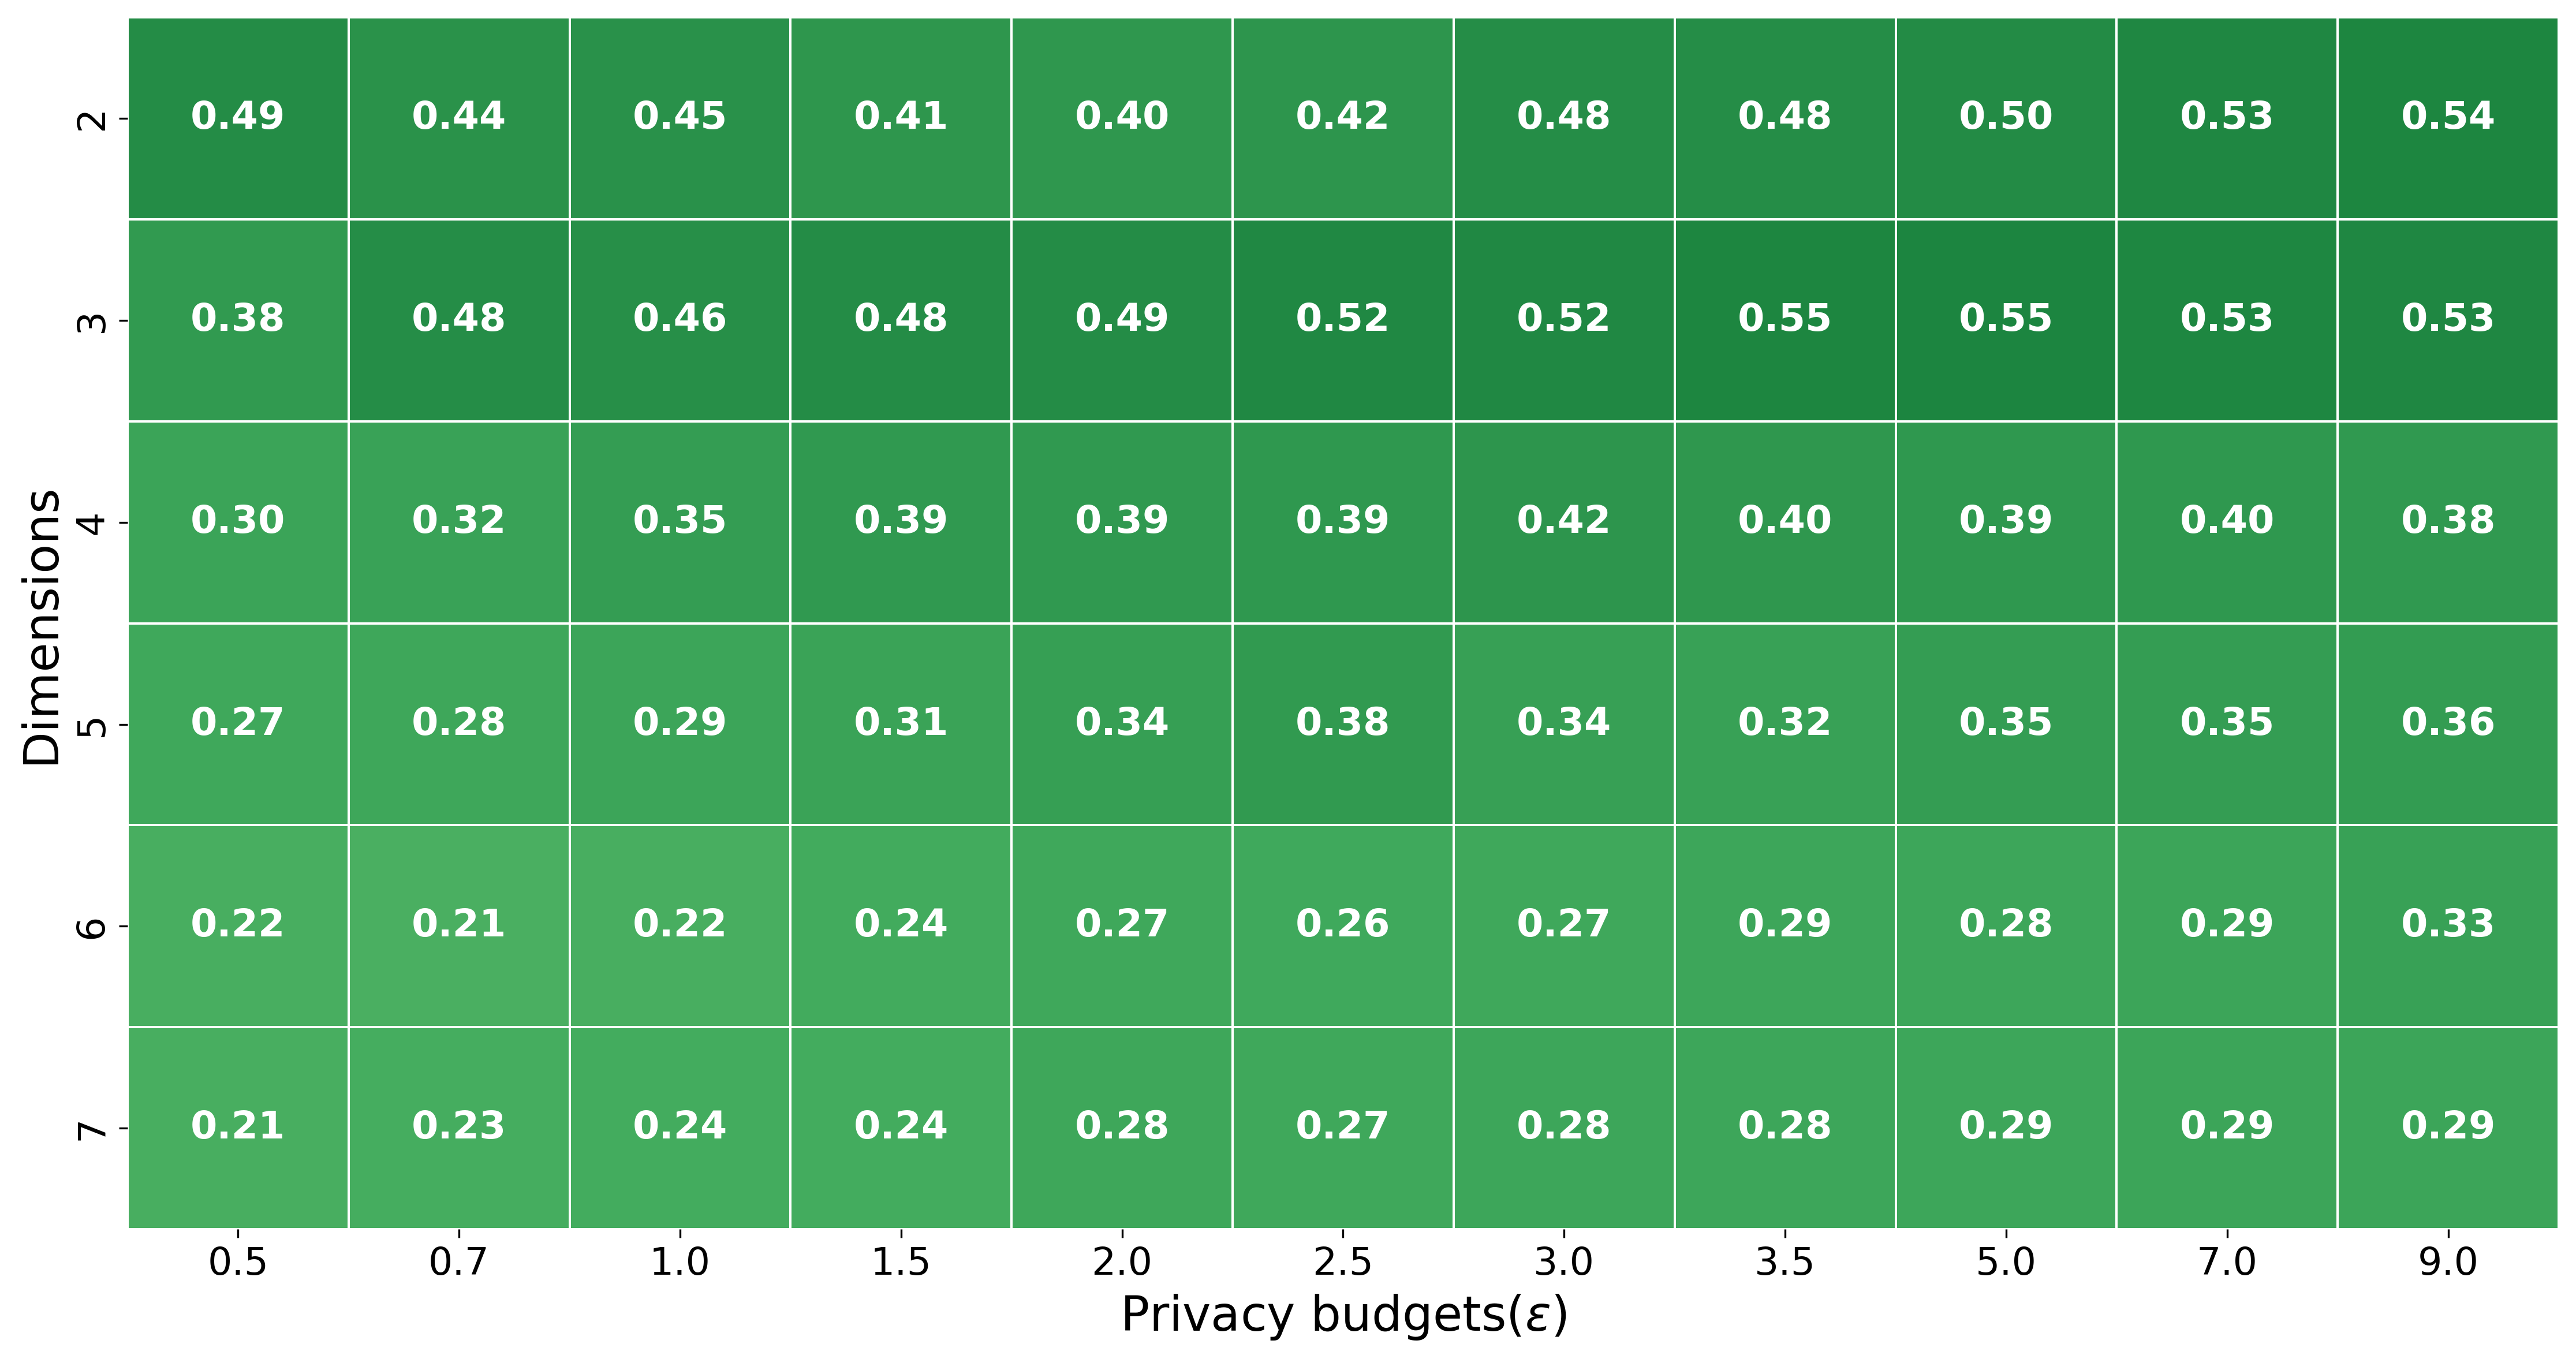 Dimensions
2 0.49 0.44 0.45 0.41 0.40 0.42 0.48 0.48 0.50 0.53 0.54
3 0.38 0.48 0.46 0.48 0.49 0.52 0.52 0.55 0.55 0.53 0.53
4 0.30 0.32 0.35 0.39 0.39 0.39 0.42 0.40 0.39 0.40 0.38
5 0.27 0.28 0.29 0.31 0.34 0.38 0.34 0.32 0.35 0.35 0.36
6 0.22 0.21 0.22 0.24 0.27 0.26 0.27 0.29 0.28 0.29 0.33
7 0.21 0.23 0.24 0.24 0.28 0.27 0.28 0.28 0.29 0.29 0.29
0.5 0.7 1.0 1.5 2.0 2.5 3.0 3.5 5.0 7.0 9.0
Privacy budgets(ε)